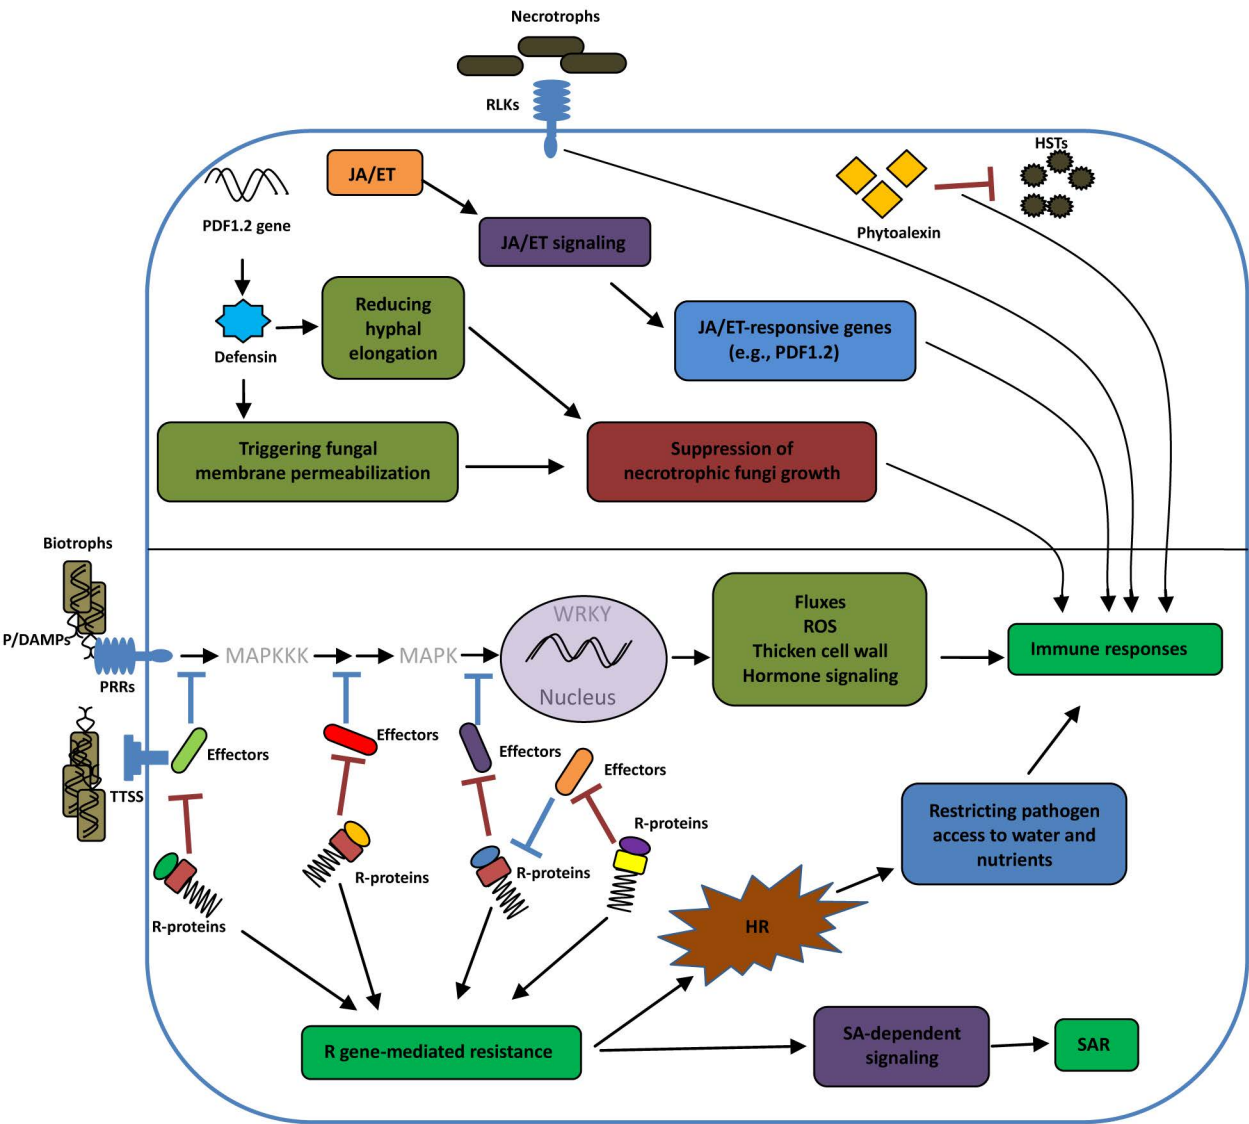 Necrotrophs
RLKs
HSTs
JA/ET
PDF1.2 gene
Phytoalexin
JA/ET signaling
Reducing
hyphal
elongation
JA/ET-responsive genes
(e.g., PDF1.2)
Defensin
Triggering fungal
membrane permeabilization
Suppression of
necrotrophic fungi growth
Biotrophs
P/DAMPs
PRRs
MAPKKK
MAPK
WRKY
Nucleus
Fluxes
ROS
Thicken cell wall
Hormone signaling
Immune responses
TTSS
Effectors
Effectors
Effectors
Effectors
R-proteins
R-proteins
R-proteins
R-proteins
Restricting pathogen
access to water and
nutrients
HR
R gene-mediated resistance
SA-dependent
signaling
SAR